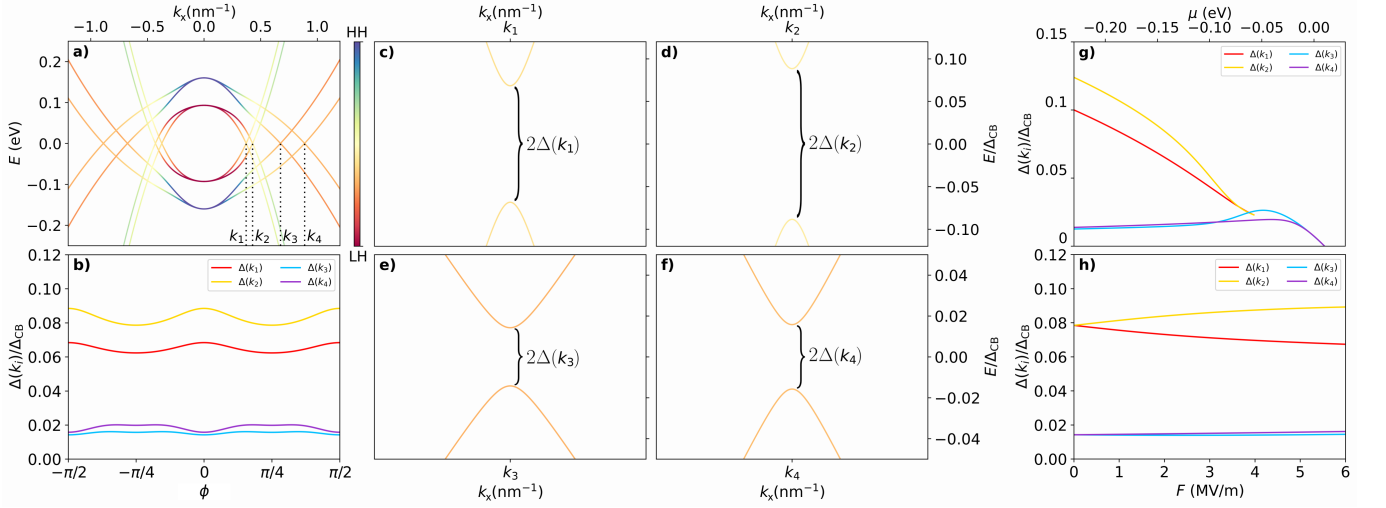 kx(nm−1)
−1.0 −0.5 0.0 0.5 1.0
a)
E (eV)
0.2
0.1
0.0
−0.1
−0.2
k1 k2 k3 k4
HH
LH
b)
Δ(k1) Δ(k3)
Δ(k2) Δ(k4)
Δ(ki)/ΔCB
0.12
0.10
0.08
0.06
0.04
0.02
0.00
−π/2 −π/4 0 π/4 π/2
ϕ
kx(nm−1)
k1
c)
2Δ(k1)
kx(nm−1)
k2
d)
2Δ(k2)
0.10
0.05
0.00
−0.05
−0.10
E/ΔCB
e)
2Δ(k3)
k3
kx(nm−1)
f)
2Δ(k4)
k4
kx(nm−1)
0.04
0.02
0.00
−0.02
−0.04
E/ΔCB
μ (eV)
−0.20 −0.15 −0.10 −0.05 0.00
g)
Δ(k1) Δ(k3)
Δ(k2) Δ(k4)
Δ(ki)/ΔCB
0.15
0.1
0.05
0
h)
Δ(k1) Δ(k3)
Δ(k2) Δ(k4)
Δ(ki)/ΔCB
0.12
0.10
0.08
0.06
0.04
0.02
0.00
0 1 2 3 4 5 6
F (MV/m)